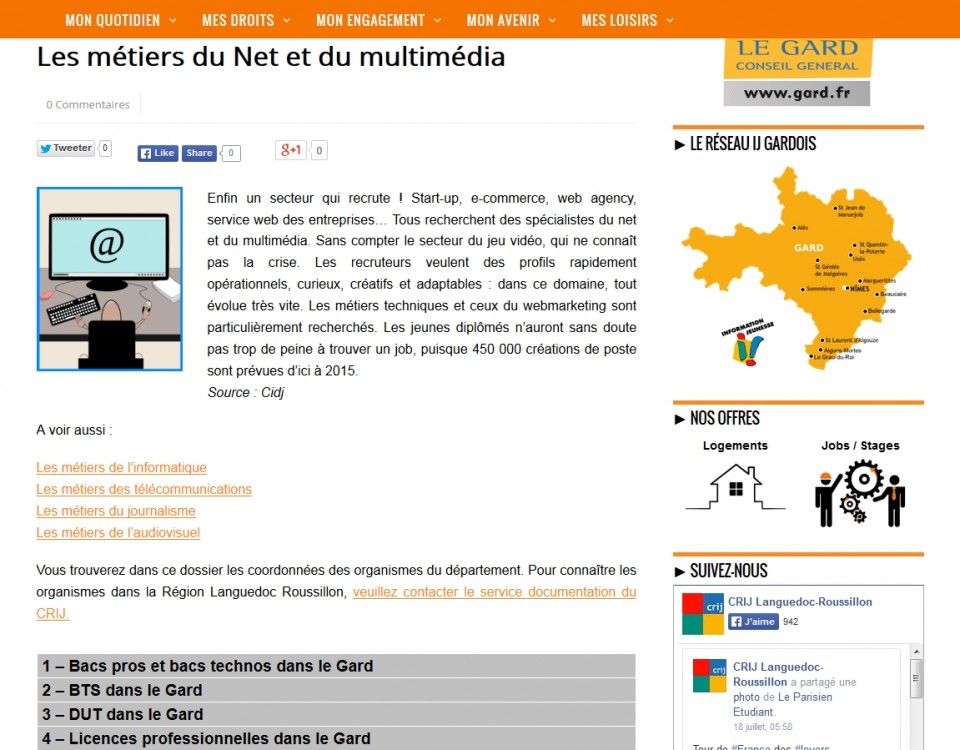 MON QUOTIDIEN MES DROITS MON ENGAGEMENT MON AVENIR MES LOISIRS
Les métiers du Net et du multimédia
0 Commentaires
Tweeter 0 Like Share 0 g+1 0
@
Enfin un secteur qui recrute ! Start-up, e-commerce, web agency,
service web des entreprises… Tous recherchent des spécialistes du net
et du multimédia. Sans compter le secteur du jeu vidéo, qui ne connaît
pas la crise. Les recruteurs veulent des profils rapidement
opérationnels, curieux, créatifs et adaptables : dans ce domaine, tout
évolue très vite. Les métiers techniques et ceux du webmarketing sont
particulièrement recherchés. Les jeunes diplômés n’auront sans doute
pas trop de peine à trouver un job, puisque 450 000 créations de poste
sont prévues d’ici à 2015.
Source : Cidj
A voir aussi :
Les métiers de l’informatique
Les métiers des télécommunications
Les métiers du journalisme
Les métiers de l’audiovisuel
Vous trouverez dans ce dossier les coordonnées des organismes du département. Pour connaître les
organismes dans la Région Languedoc Roussillon, veuillez contacter le service documentation du
CRIJ.
1 – Bacs pros et bacs technos dans le Gard
2 – BTS dans le Gard
3 – DUT dans le Gard
4 – Licences professionnelles dans le Gard
LE GARD
CONSEIL GENERAL
www.gard.fr
► LE RÉSEAU IJ GARDOIS
St Jean de
Maruejols
Alès
GARD
St Quentin-
la-Poterie
Uzès
St Géniès
de Malgoires
Marguerittes
Sommières
NÎMES
Beaucaire
Bellegarde
St Laurent d'Aigouze
Aigues-Mortes
Le Grau-du-Roi
INFORMATION
JEUNESSE
► NOS OFFRES
Logements Jobs / Stages
► SUIVEZ-NOUS
crij
CRIJ Languedoc-Roussillon
J'aime 942
crij
CRIJ Languedoc-
Roussillon a partagé une
photo de Le Parisien
Etudiant.
18 juillet, 05:58
Tour de #France des #lovers